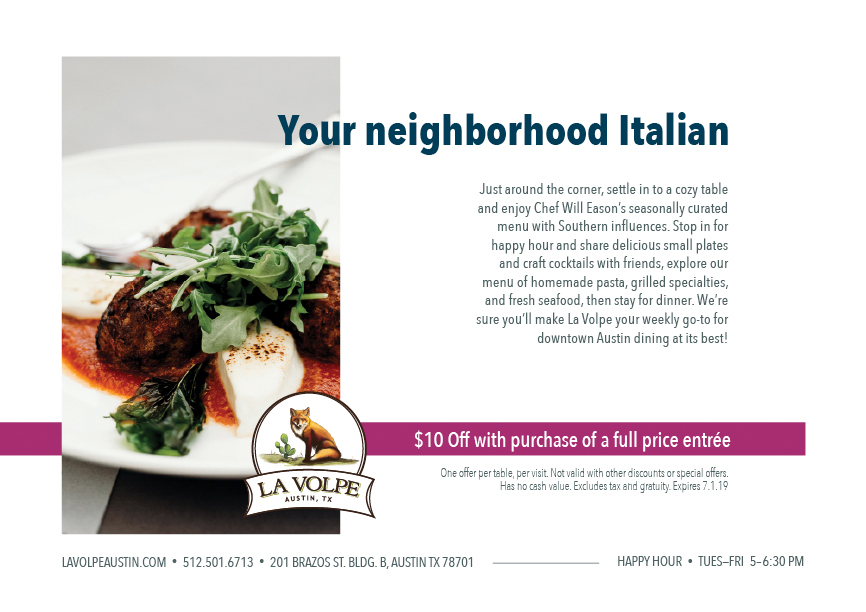 Your neighborhood Italian
Just around the corner, settle in to a cozy table
and enjoy Chef Will Eason's seasonally curated
menu with Southern influences. Stop in for
happy hour and share delicious small plates
and craft cocktails with friends, explore our
menu of homemade pasta, grilled specialties,
and fresh seafood, then stay for dinner. We're
sure you'll make La Volpe your weekly go-to for
downtown Austin dining at its best!
$10 Off with purchase of a full price entrée
One offer per table, per visit. Not valid with other discounts or special offers.
Has no cash value. Excludes tax and gratuity. Expires 7.1.19
LA VOLPE
AUSTIN, TX
LAVOLPEAUSTIN.COM • 512.501.6713 • 201 BRAZOS ST. BLDG. B, AUSTIN TX 78701
HAPPY HOUR • TUES–FRI 5–6:30 PM